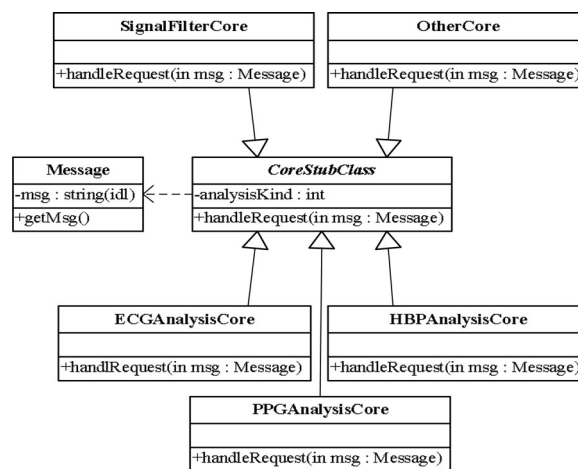 SignalFilterCore
+handleRequest(in msg : Message)
OtherCore
+handleRequest(in msg : Message)
Message
-msg : string(idl)
+getMsg()
CoreStubClass
-analysisKind : int
+handleRequest(in msg : Message)
ECGAnalysisCore
+handlRequest(in msg : Message)
HBPAnalysisCore
+handleRequest(in msg : Message)
PPGAnalysisCore
+handleRequest(in msg : Message)